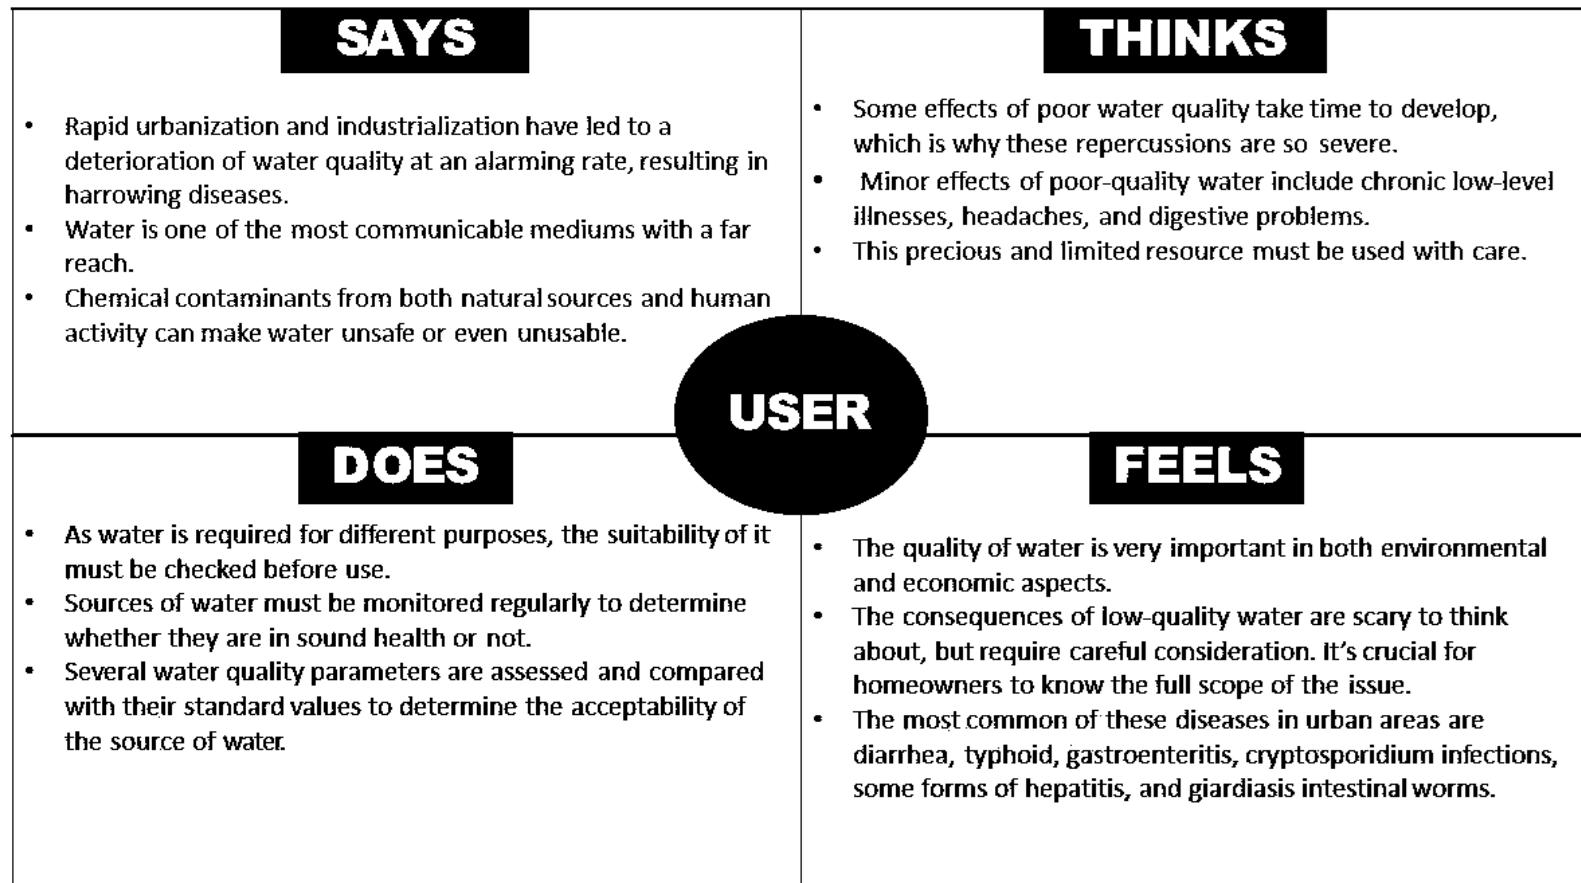 SAYS
• Rapid urbanization and industrialization have led to a
deterioration of water quality at an alarming rate, resulting in
harrowing diseases.
• Water is one of the most communicable mediums with a far
reach.
• Chemical contaminants from both natural sources and human
activity can make water unsafe or even unusable.
THINKS
• Some effects of poor water quality take time to develop,
which is why these repercussions are so severe.
• Minor effects of poor-quality water include chronic low-level
illnesses, headaches, and digestive problems.
• This precious and limited resource must be used with care.
USER
DOES
• As water is required for different purposes, the suitability of it
must be checked before use.
• Sources of water must be monitored regularly to determine
whether they are in sound health or not.
• Several water quality parameters are assessed and compared
with their standard values to determine the acceptability of
the source of water.
FEELS
• The quality of water is very important in both environmental
and economic aspects.
• The consequences of low-quality water are scary to think
about, but require careful consideration. It's crucial for
homeowners to know the full scope of the issue.
• The most common of these diseases in urban areas are
diarrhea, typhoid, gastroenteritis, cryptosporidium infections,
some forms of hepatitis, and giardiasis intestinal worms.